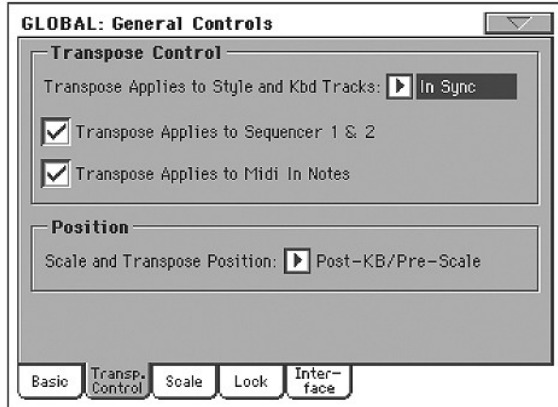 GLOBAL: General Controls
Transpose Control
Transpose Applies to Style and Kbd Tracks: In Sync
Transpose Applies to Sequencer 1 & 2
Transpose Applies to Midi In Notes
Position
Scale and Transpose Position: Post-KB/Pre-Scale
Basic
Transp.
Control
Scale
Lock
Inter-
face